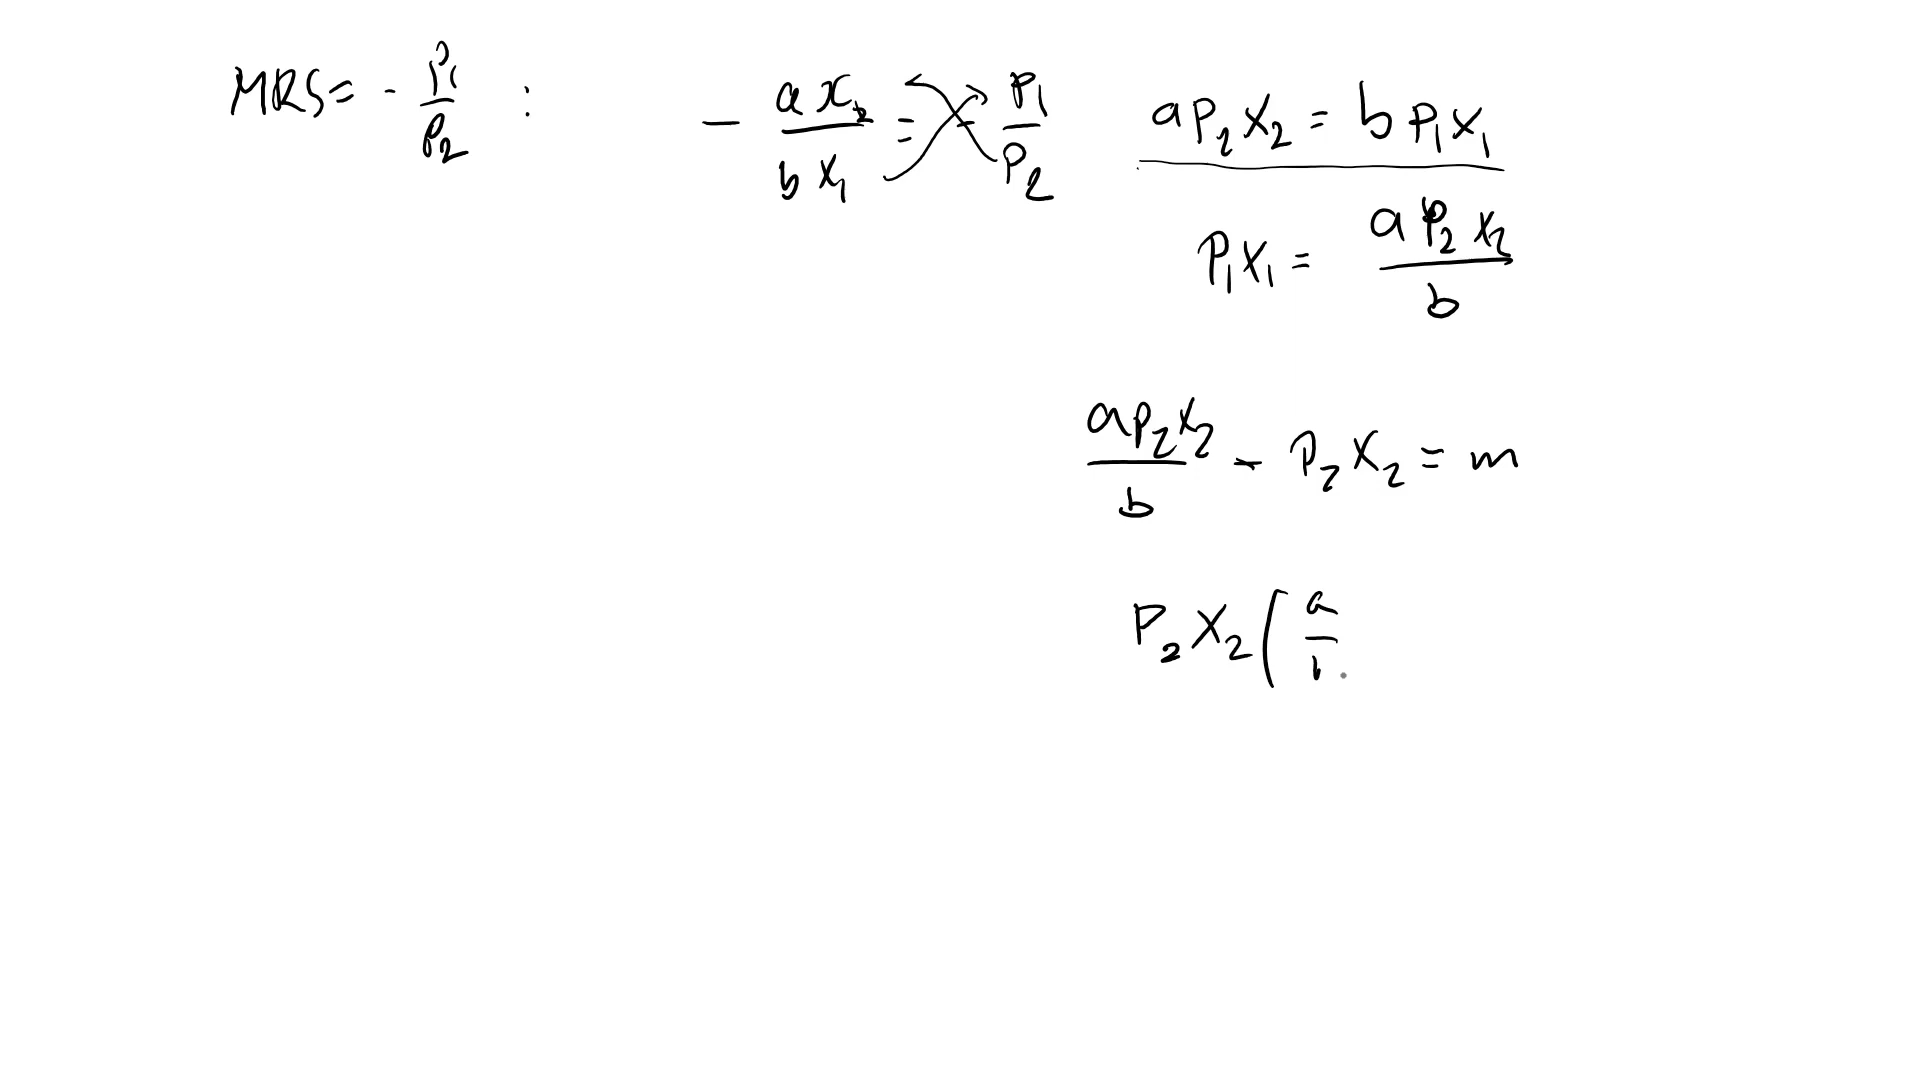 MRS = - P₁/P₂ : - a x₂ / b x₁ = = P₁/P₂ a p₂ x₂ = b p₁ x₁
P₁ x₁ = a p₂ x₂ / b
a p₂ x₂ / b - P₂ x₂ = m
P₂ x₂ ( a /